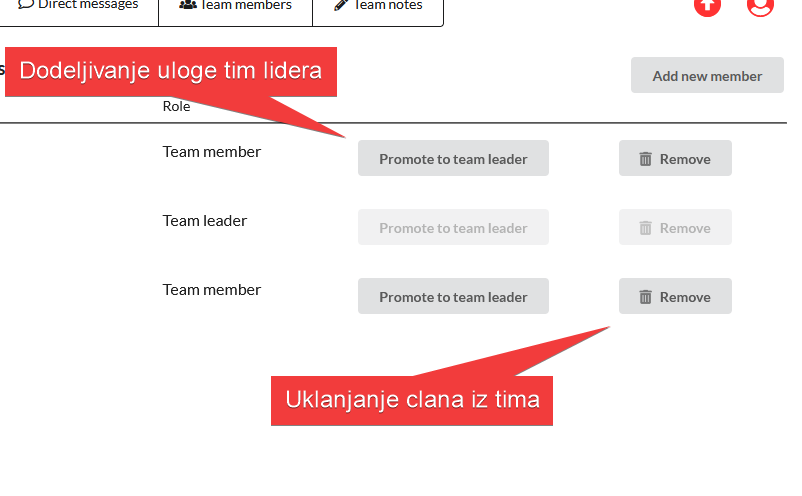 Direct messages
Team members
Team notes
s
Dodeljivanje uloge tim lidera
Add new member
Role
Team member
Promote to team leader
Remove
Team leader
Promote to team leader
Remove
Team member
Promote to team leader
Remove
Uklanjanje clana iz tima